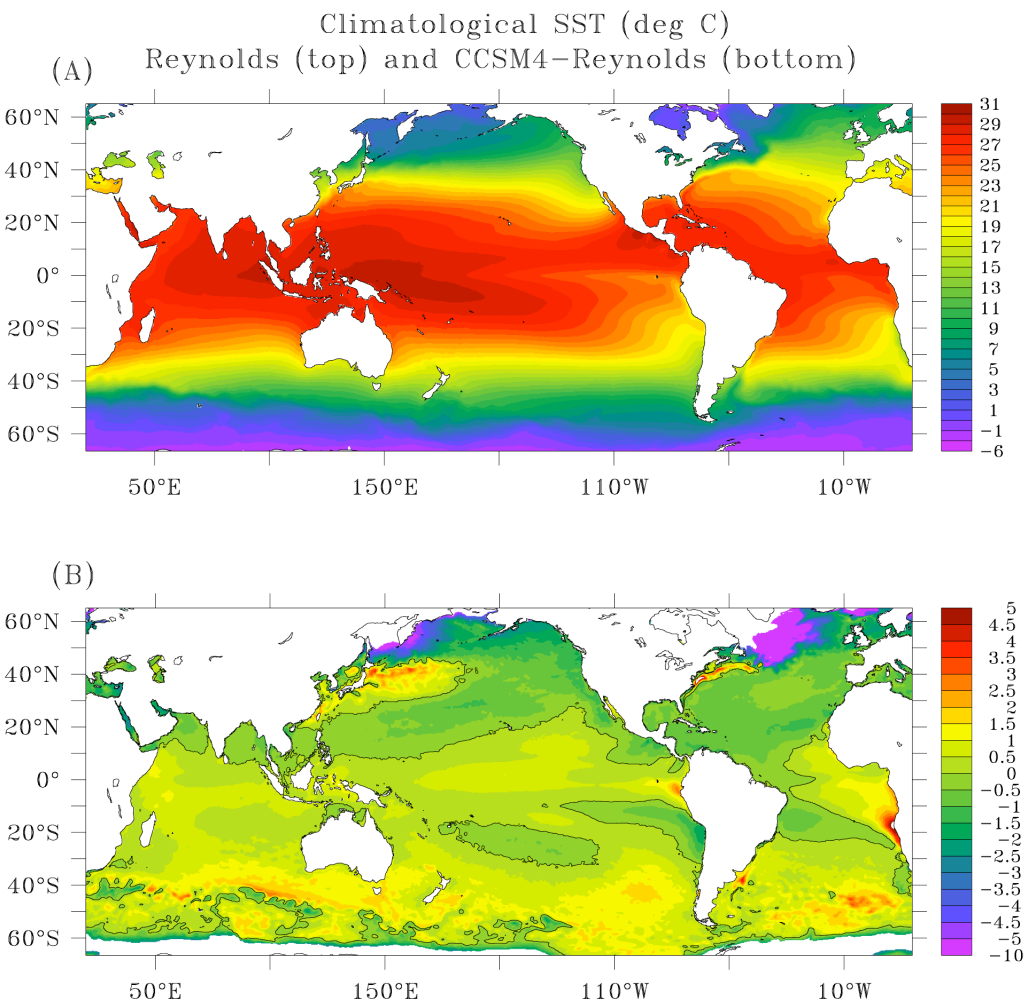 Climatological SST (deg C)
Reynolds (top) and CCSM4−Reynolds (bottom)
(A)
60°N
40°N
20°N
0°
20°S
40°S
60°S
50°E 150°E 110°W 10°W
31
29
27
25
23
21
19
17
15
13
11
9
7
5
3
1
−1
−6
(B)
60°N
40°N
20°N
0°
20°S
40°S
60°S
50°E 150°E 110°W 10°W
5
4.5
4
3.5
3
2.5
2
1.5
1
0.5
0
−0.5
−1
−1.5
−2
−2.5
−3
−3.5
−4
−4.5
−5
−10